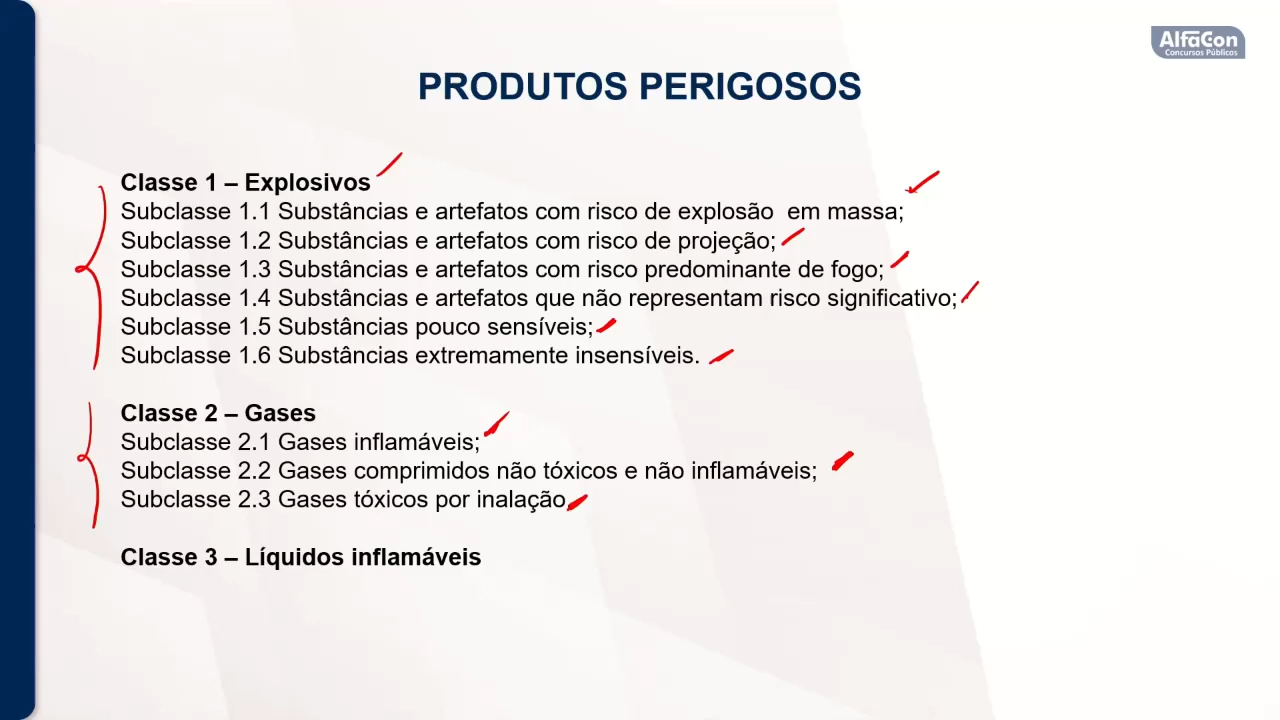 AlfaCon
Concursos Públicos
PRODUTOS PERIGOSOS
Classe 1 – Explosivos
Subclasse 1.1 Substâncias e artefatos com risco de explosão em massa;
Subclasse 1.2 Substâncias e artefatos com risco de projeção;
Subclasse 1.3 Substâncias e artefatos com risco predominante de fogo;
Subclasse 1.4 Substâncias e artefatos que não representam risco significativo;
Subclasse 1.5 Substâncias pouco sensíveis;
Subclasse 1.6 Substâncias extremamente insensíveis.
Classe 2 – Gases
Subclasse 2.1 Gases inflamáveis;
Subclasse 2.2 Gases comprimidos não tóxicos e não inflamáveis;
Subclasse 2.3 Gases tóxicos por inalação.
Classe 3 – Líquidos inflamáveis